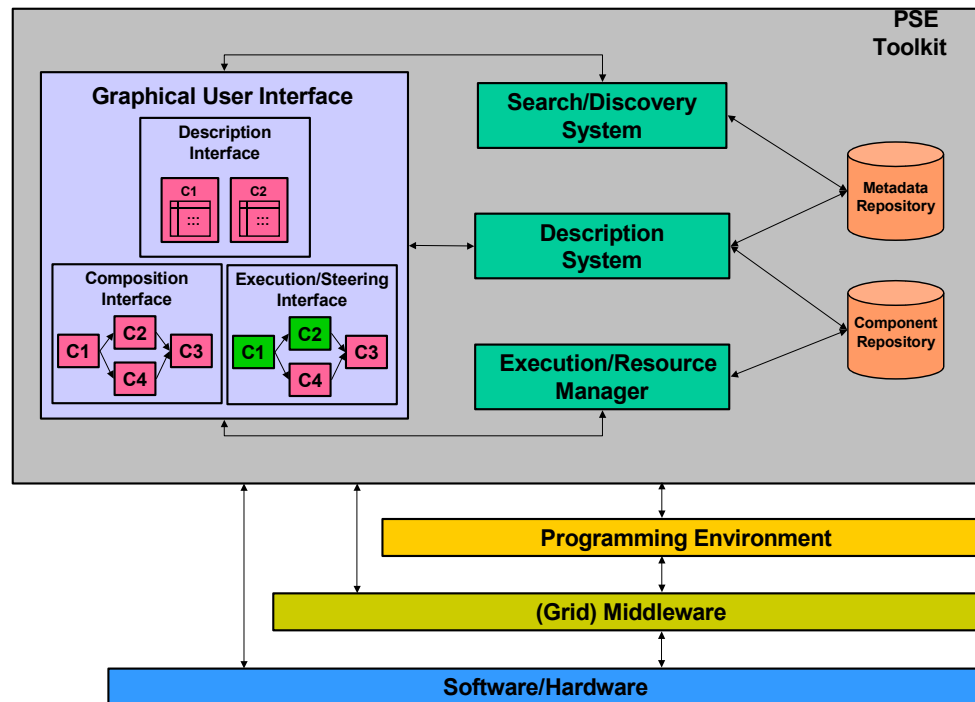 PSE
Toolkit
Graphical User Interface
Description
Interface
C1
:::
C2
:::
Composition
Interface
C1
C2
C4
C3
Execution/Steering
Interface
C1
C2
C4
C3
Search/Discovery
System
Description
System
Execution/Resource
Manager
Metadata
Repository
Component
Repository
Programming Environment
(Grid) Middleware
Software/Hardware